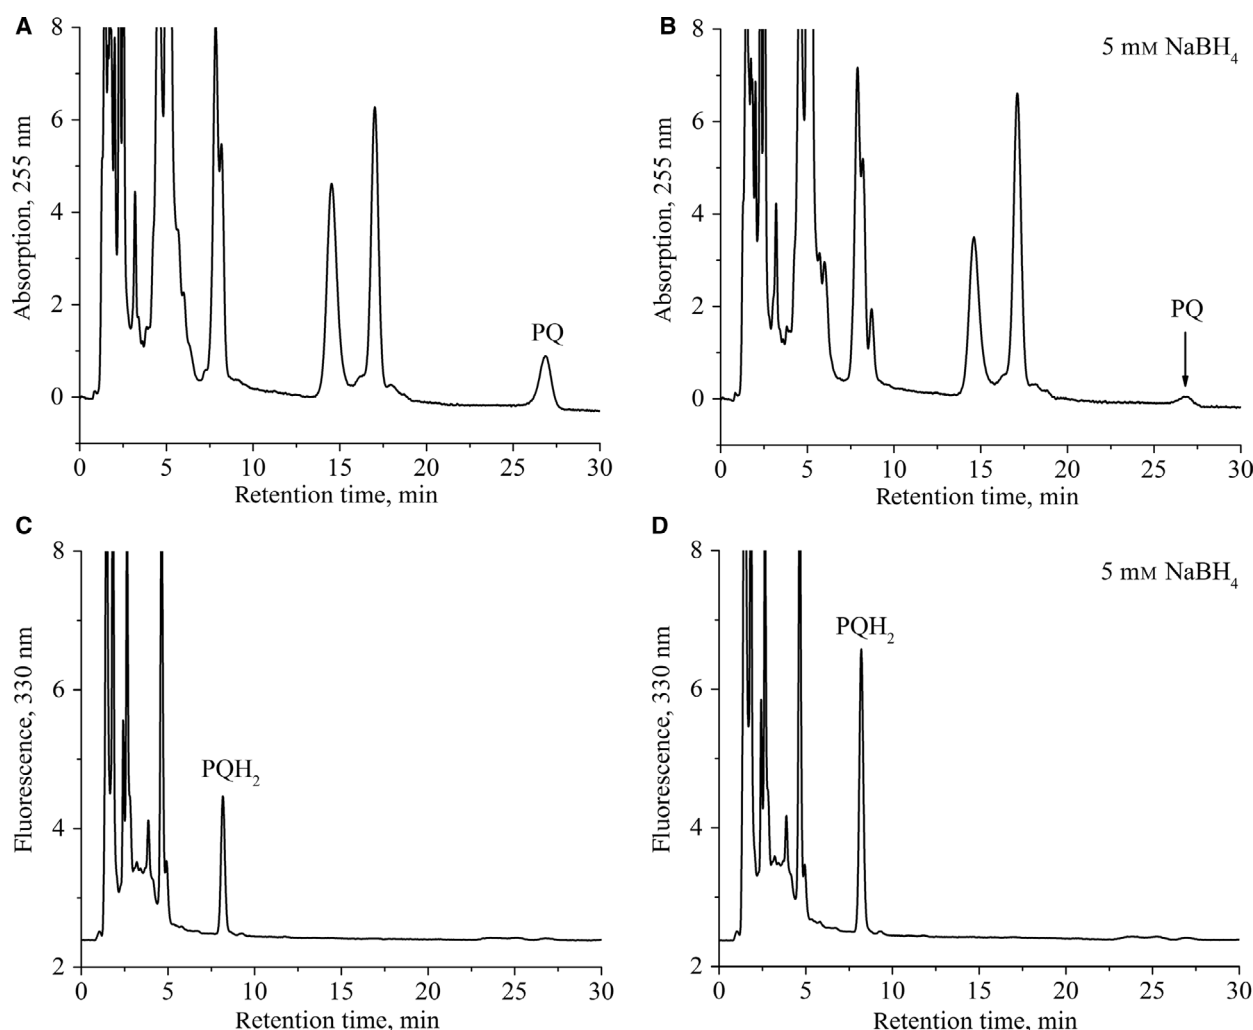 A
8
6
4
2
0
Absorption, 255 nm
PQ
0 5 10 15 20 25 30
Retention time, min
B
5 mM NaBH4
8
6
4
2
0
Absorption, 255 nm
PQ
0 5 10 15 20 25 30
Retention time, min
C
8
6
4
2
Fluorescence, 330 nm
PQH2
0 5 10 15 20 25 30
Retention time, min
D
5 mM NaBH4
8
6
4
2
Fluorescence, 330 nm
PQH2
0 5 10 15 20 25 30
Retention time, min